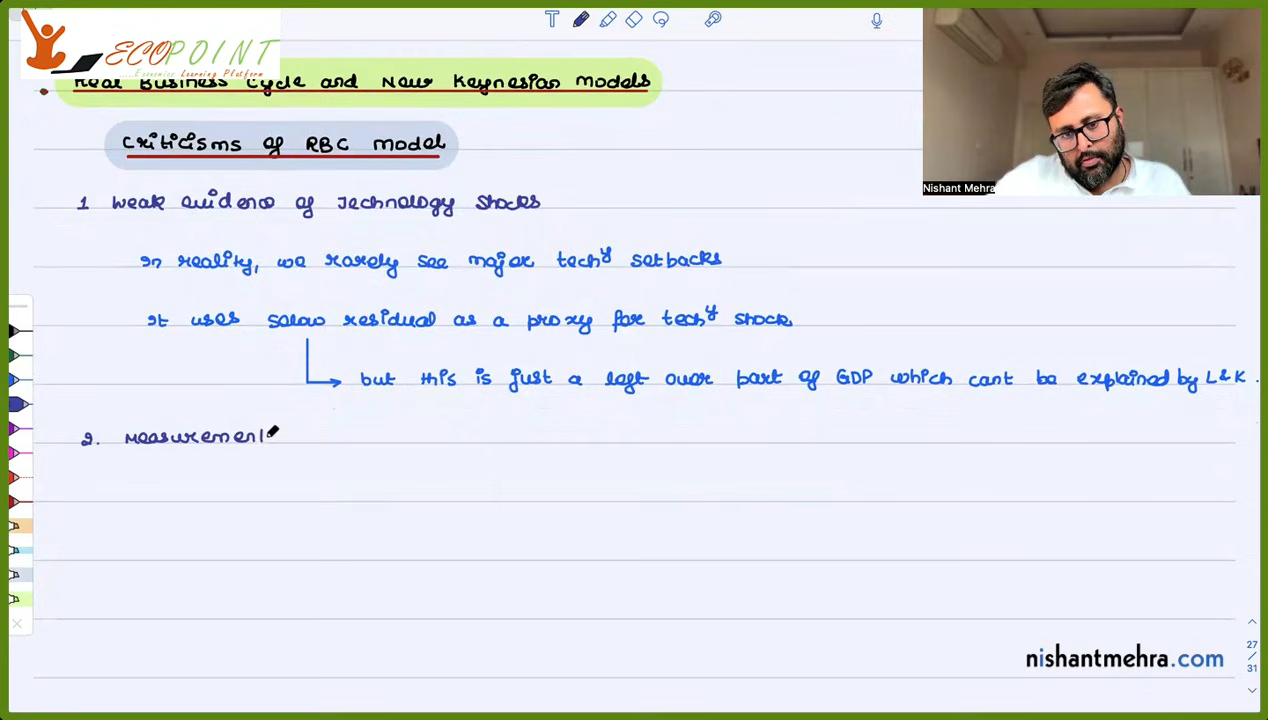 ECOPOINT
....Economics Learning Platform
Real Business Cycle and New Keynesian Models
Criticisms of RBC model
1 Weak evidence of Technology shocks
In reality, we rarely see major techy setbacks
It uses solow residual as a proxy for techy shock
but this is just a left over part of GDP which cant be explained by L & K.
2. Measurement
Nishant Mehra
nishantmehra.com
27
/
31